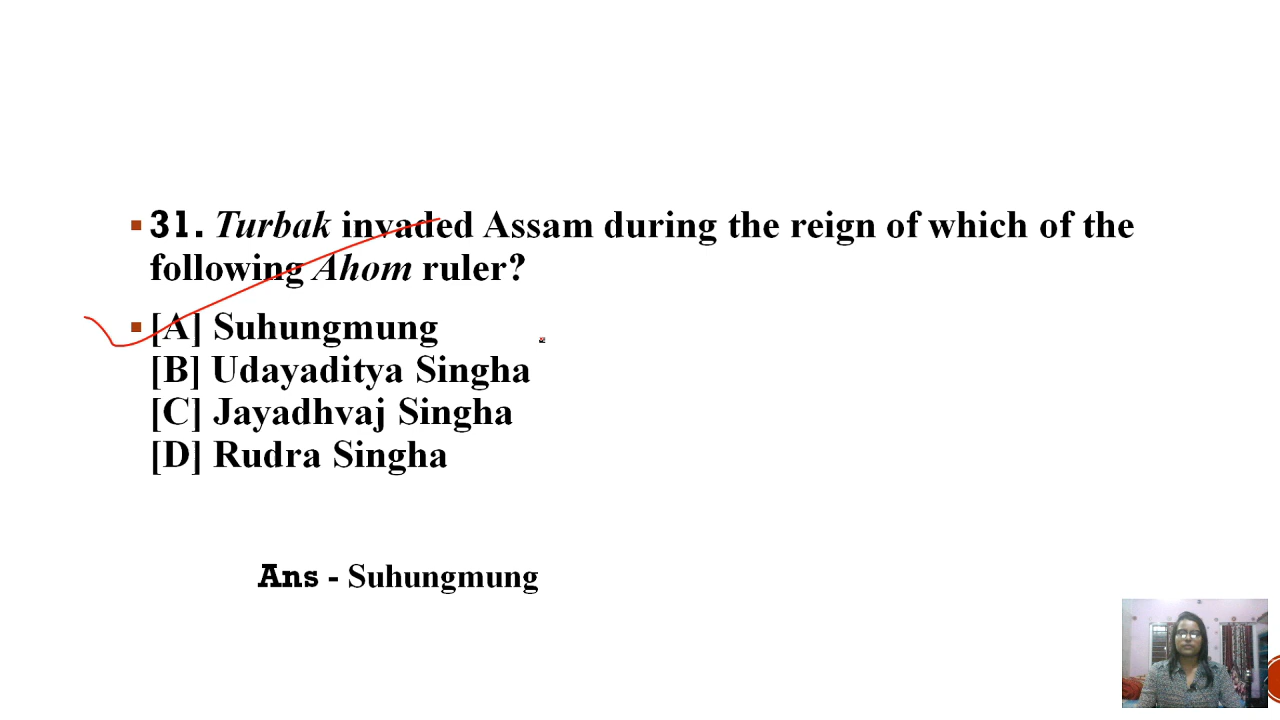 31. Turbak invaded Assam during the reign of which of the
following Ahom ruler?
[A] Suhungmung
[B] Udayaditya Singha
[C] Jayadhvaj Singha
[D] Rudra Singha
Ans - Suhungmung